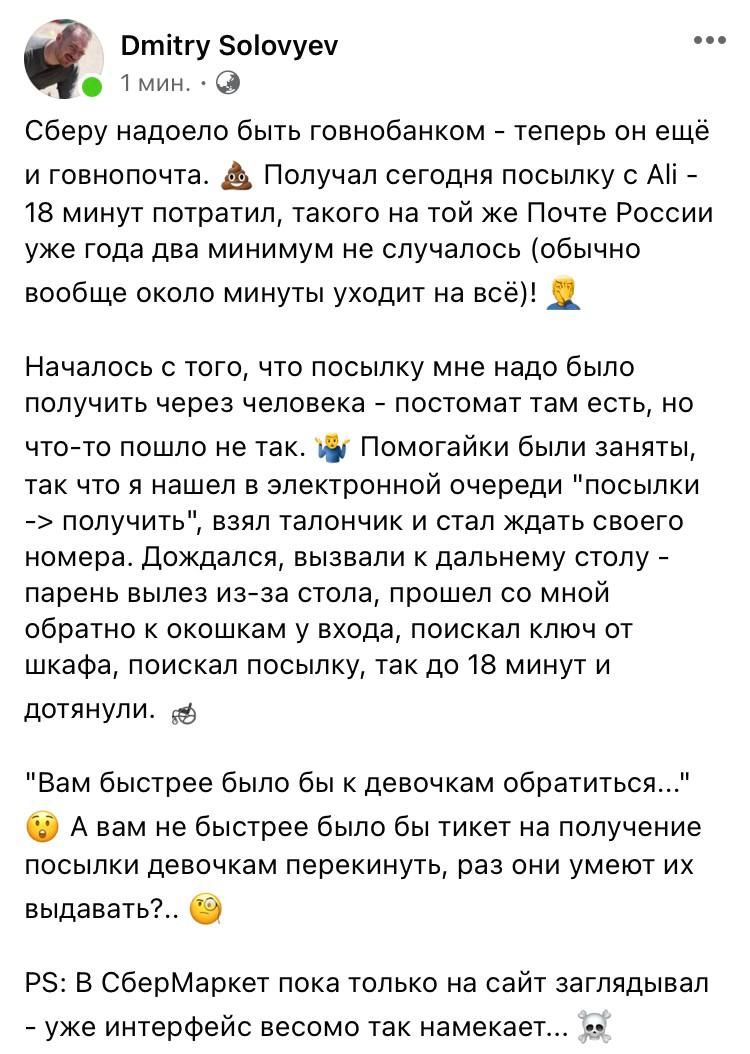 Dmitry Solovyev
1 мин. ·
Сберу надоело быть говнобанком - теперь он ещё
и говнопочта. 💩 Получал сегодня посылку с Ali -
18 минут потратил, такого на той же Почте России
уже года два минимум не случалось (обычно
вообще около минуты уходит на всё)! 🤦‍♂️
Началось с того, что посылку мне надо было
получить через человека - постомат там есть, но
что-то пошло не так. 🤷‍♂️ Помогайки были заняты,
так что я нашел в электронной очереди "посылки
-> получить", взял талончик и стал ждать своего
номера. Дождался, вызвали к дальнему столу -
парень вылез из-за стола, прошел со мной
обратно к окошкам у входа, поискал ключ от
шкафа, поискал посылку, так до 18 минут и
дотянули. 🦽
"Вам быстрее было бы к девочкам обратиться..."
😲 А вам не быстрее было бы тикет на получение
посылки девочкам перекинуть, раз они умеют их
выдавать?.. 🧐
PS: В СберМаркет пока только на сайт заглядывал
- уже интерфейс весомо так намекает... ☠️